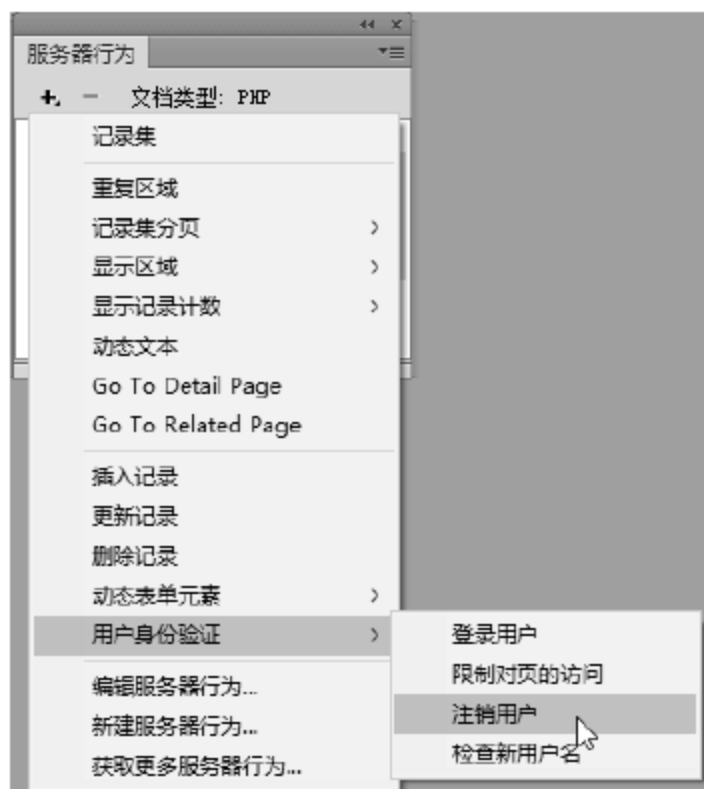 服务器行为
文档类型: PHP
记录集
重复区域
记录集分页
显示区域
显示记录计数
动态文本
Go To Detail Page
Go To Related Page
插入记录
更新记录
删除记录
动态表单元素
用户身份验证
登录用户
限制对页的访问
注销用户
检查新用户名
编辑服务器行为...
新建服务器行为...
获取更多服务器行为...